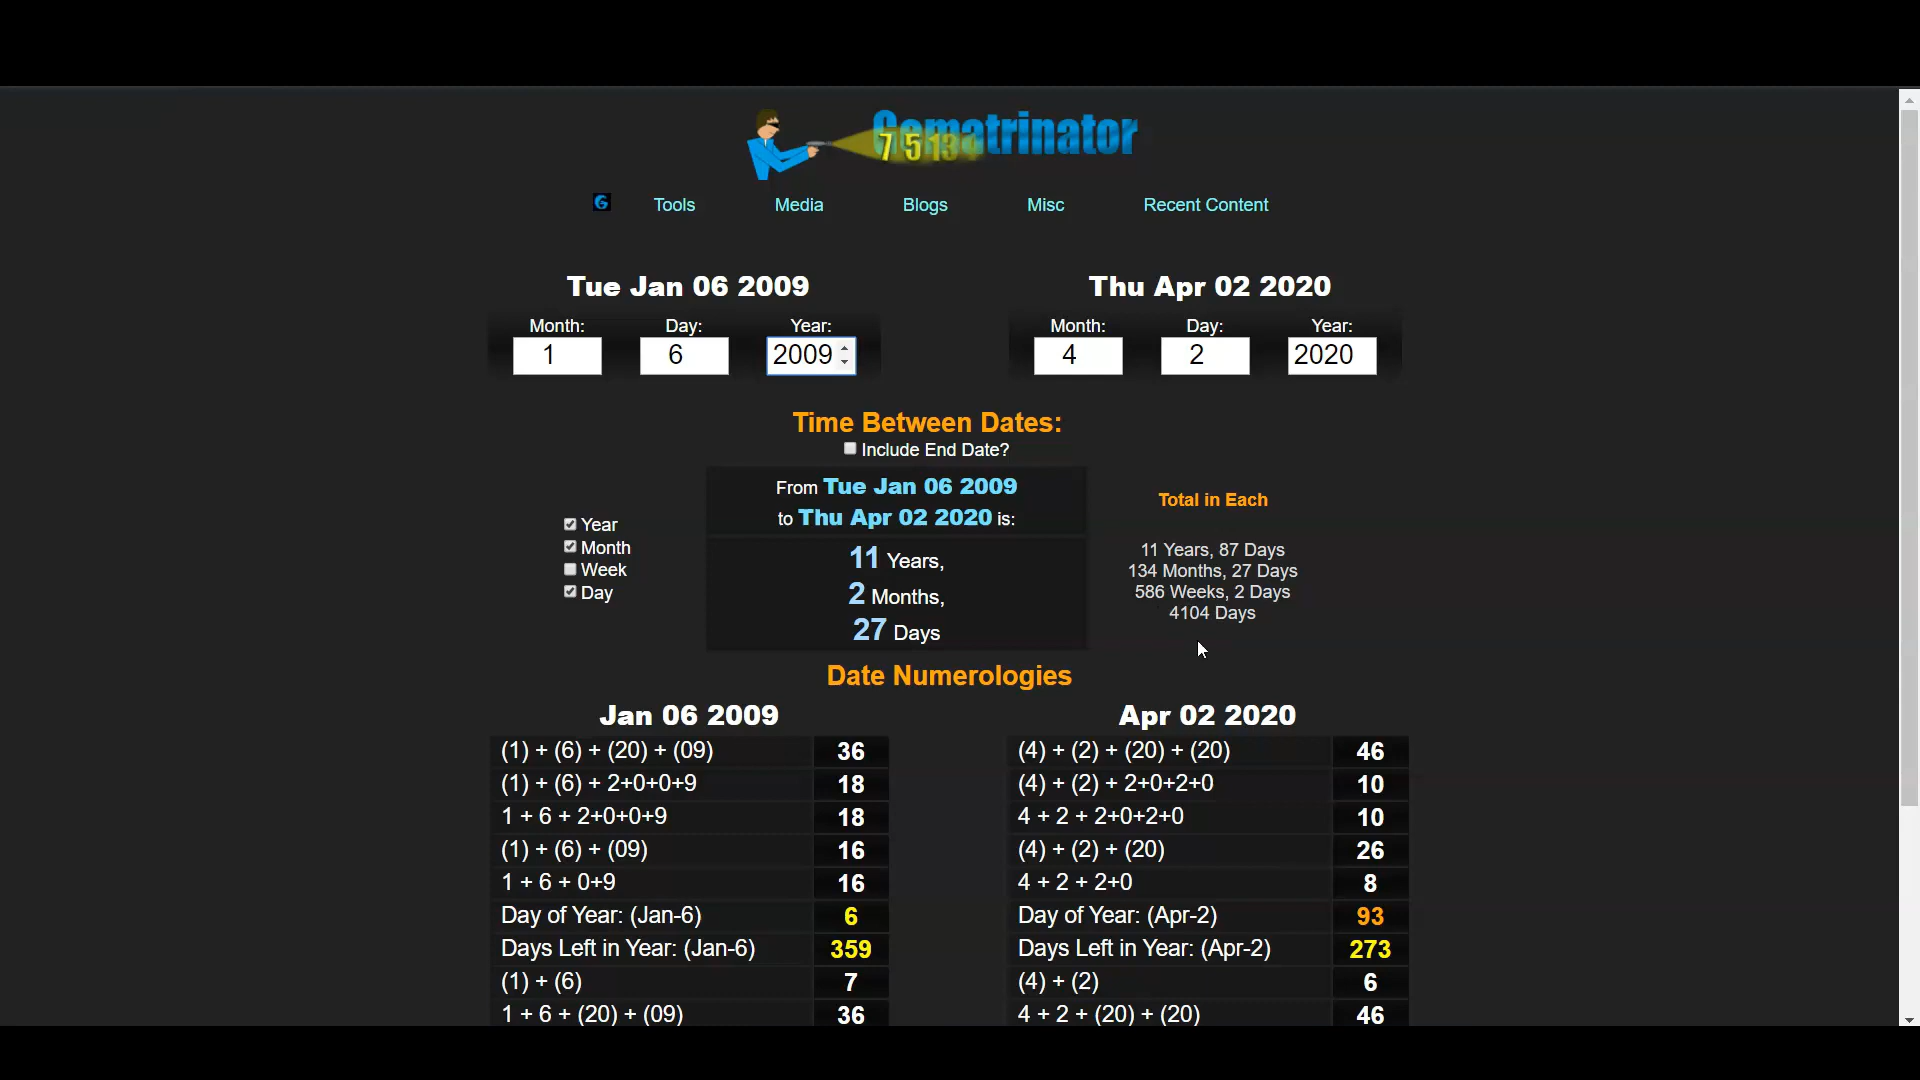 Gematrinator
7 5 134
G Tools Media Blogs Misc Recent Content
Tue Jan 06 2009 Thu Apr 02 2020
Month: Day: Year: Month: Day: Year:
1 6 2009 4 2 2020
Time Between Dates:
Include End Date?
From Tue Jan 06 2009
to Thu Apr 02 2020 is:
Year
Month
Week
Day
11 Years,
2 Months,
27 Days
Total in Each
11 Years, 87 Days
134 Months, 27 Days
586 Weeks, 2 Days
4104 Days
Date Numerologies
Jan 06 2009 Apr 02 2020
(1) + (6) + (20) + (09) 36 (4) + (2) + (20) + (20) 46
(1) + (6) + 2+0+0+9 18 (4) + (2) + 2+0+2+0 10
1 + 6 + 2+0+0+9 18 4 + 2 + 2+0+2+0 10
(1) + (6) + (09) 16 (4) + (2) + (20) 26
1 + 6 + 0+9 16 4 + 2 + 2+0 8
Day of Year: (Jan-6) 6 Day of Year: (Apr-2) 93
Days Left in Year: (Jan-6) 359 Days Left in Year: (Apr-2) 273
(1) + (6) 7 (4) + (2) 6
1 + 6 + (20) + (09) 36 4 + 2 + (20) + (20) 46